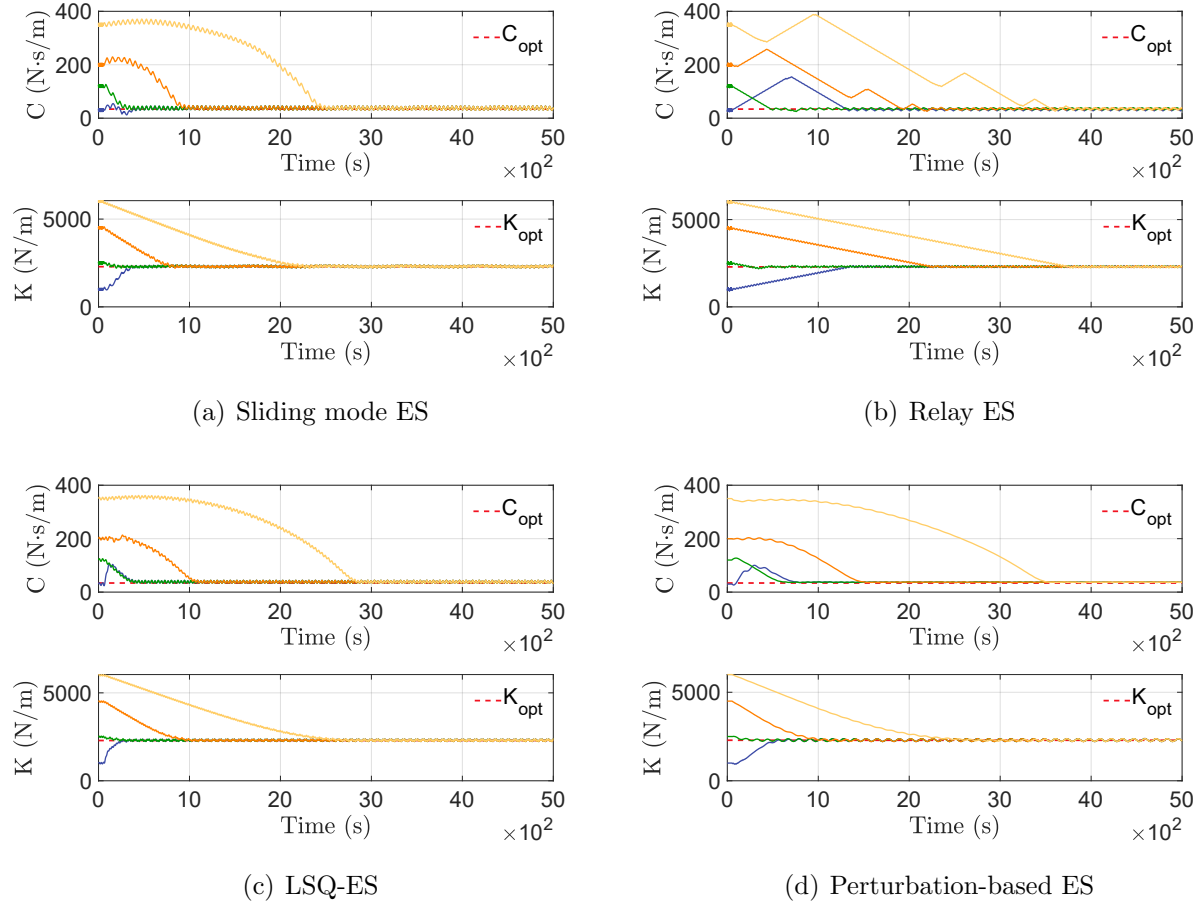 400
200
0
C (N·s/m)
C_opt
0 10 20 30 40 50
Time (s)
×10²
5000
0
K (N/m)
K_opt
0 10 20 30 40 50
Time (s)
×10²
(a) Sliding mode ES
400
200
0
C (N·s/m)
C_opt
0 10 20 30 40 50
Time (s)
×10²
5000
0
K (N/m)
K_opt
0 10 20 30 40 50
Time (s)
×10²
(b) Relay ES
400
200
0
C (N·s/m)
C_opt
0 10 20 30 40 50
Time (s)
×10²
5000
0
K (N/m)
K_opt
0 10 20 30 40 50
Time (s)
×10²
(c) LSQ-ES
400
200
0
C (N·s/m)
C_opt
0 10 20 30 40 50
Time (s)
×10²
5000
0
K (N/m)
K_opt
0 10 20 30 40 50
Time (s)
×10²
(d) Perturbation-based ES